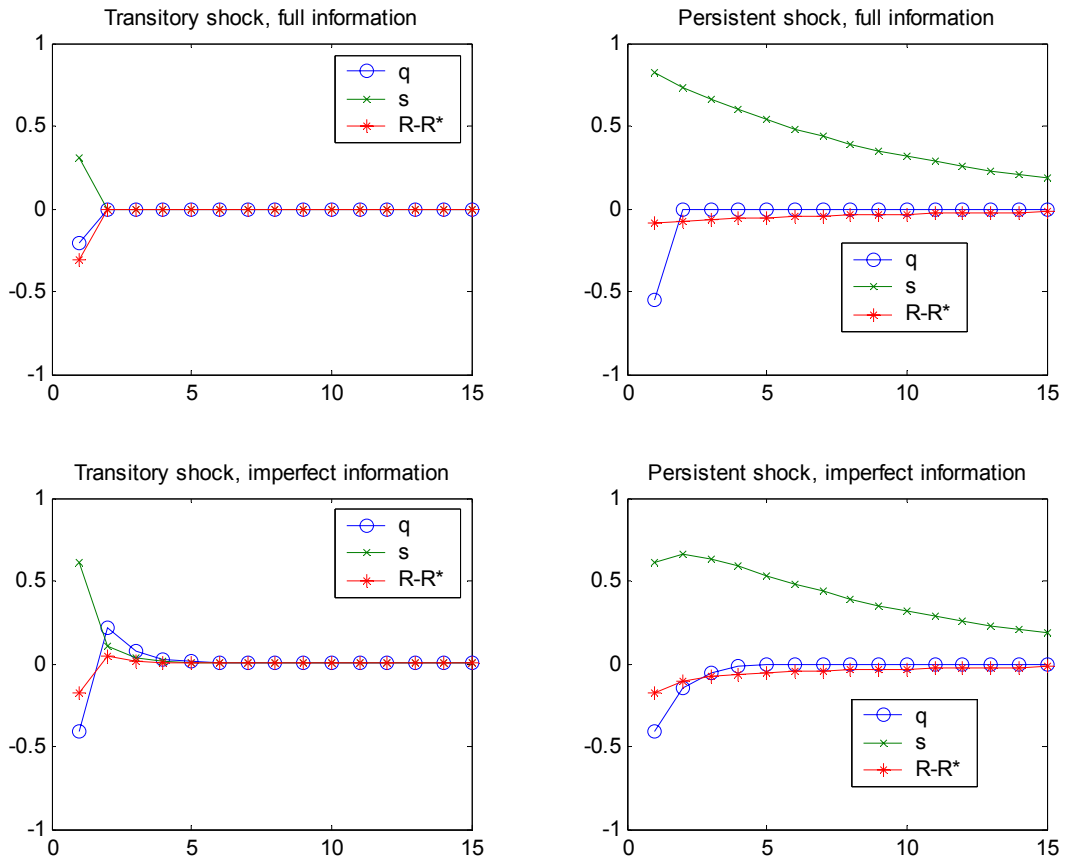 Transitory shock, full information
1
0.5
0
-0.5
-1
0
5
10
15
q
s
R-R*
Persistent shock, full information
1
0.5
0
-0.5
-1
0
5
10
15
q
s
R-R*
Transitory shock, imperfect information
1
0.5
0
-0.5
-1
0
5
10
15
q
s
R-R*
Persistent shock, imperfect information
1
0.5
0
-0.5
-1
0
5
10
15
q
s
R-R*